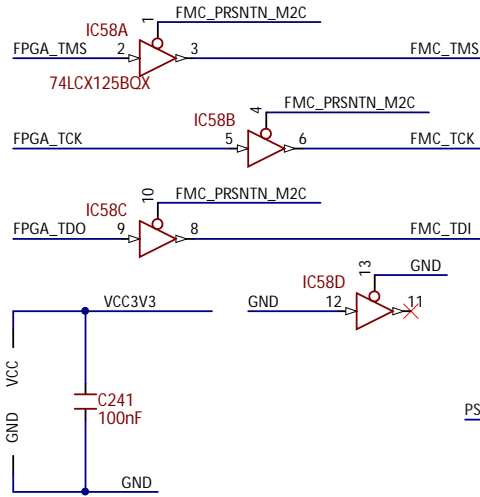 FMC_PRSNTN_M2C
IC58A
1
FPGA_TMS 2 3 FMC_TMS
74LCX125BQX
FMC_PRSNTN_M2C
IC58B
4
FPGA_TCK 5 6 FMC_TCK
FMC_PRSNTN_M2C
IC58C
10
FPGA_TDO 9 8 FMC_TDI
GND
IC58D
13
VCC3V3 GND 12 11
VCC
C241
100nF
GND
PS
GND